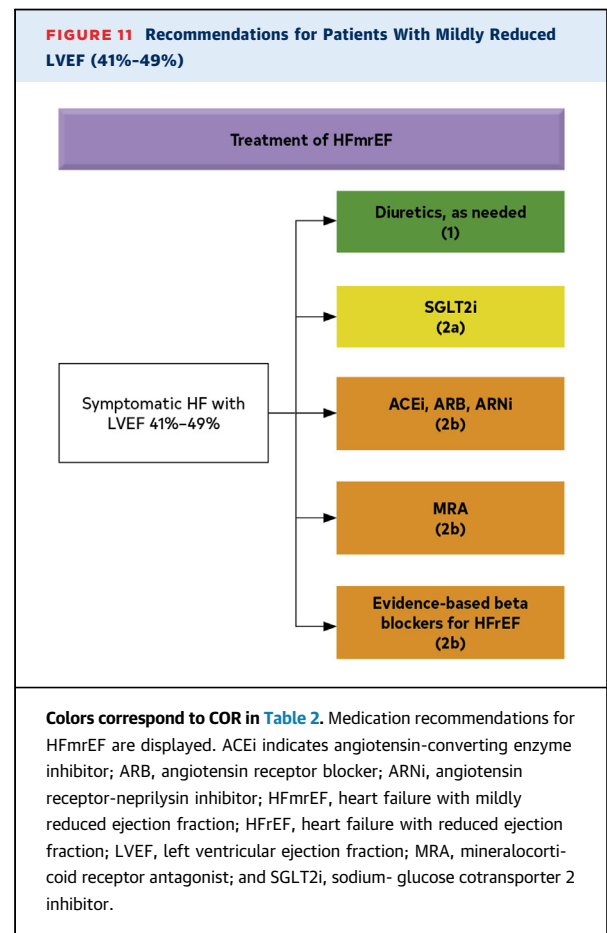 FIGURE 11 Recommendations for Patients With Mildly Reduced
LVEF (41%-49%)
Treatment of HFmrEF
Diuretics, as needed
(1)
SGLT2i
(2a)
Symptomatic HF with
LVEF 41%–49%
ACEi, ARB, ARNi
(2b)
MRA
(2b)
Evidence-based beta
blockers for HFrEF
(2b)
Colors correspond to COR in Table 2. Medication recommendations for
HFmrEF are displayed. ACEi indicates angiotensin-converting enzyme
inhibitor; ARB, angiotensin receptor blocker; ARNi, angiotensin
receptor-neprilysin inhibitor; HFmrEF, heart failure with mildly
reduced ejection fraction; HFrEF, heart failure with reduced ejection
fraction; LVEF, left ventricular ejection fraction; MRA, mineralocorti-
coid receptor antagonist; and SGLT2i, sodium- glucose cotransporter 2
inhibitor.